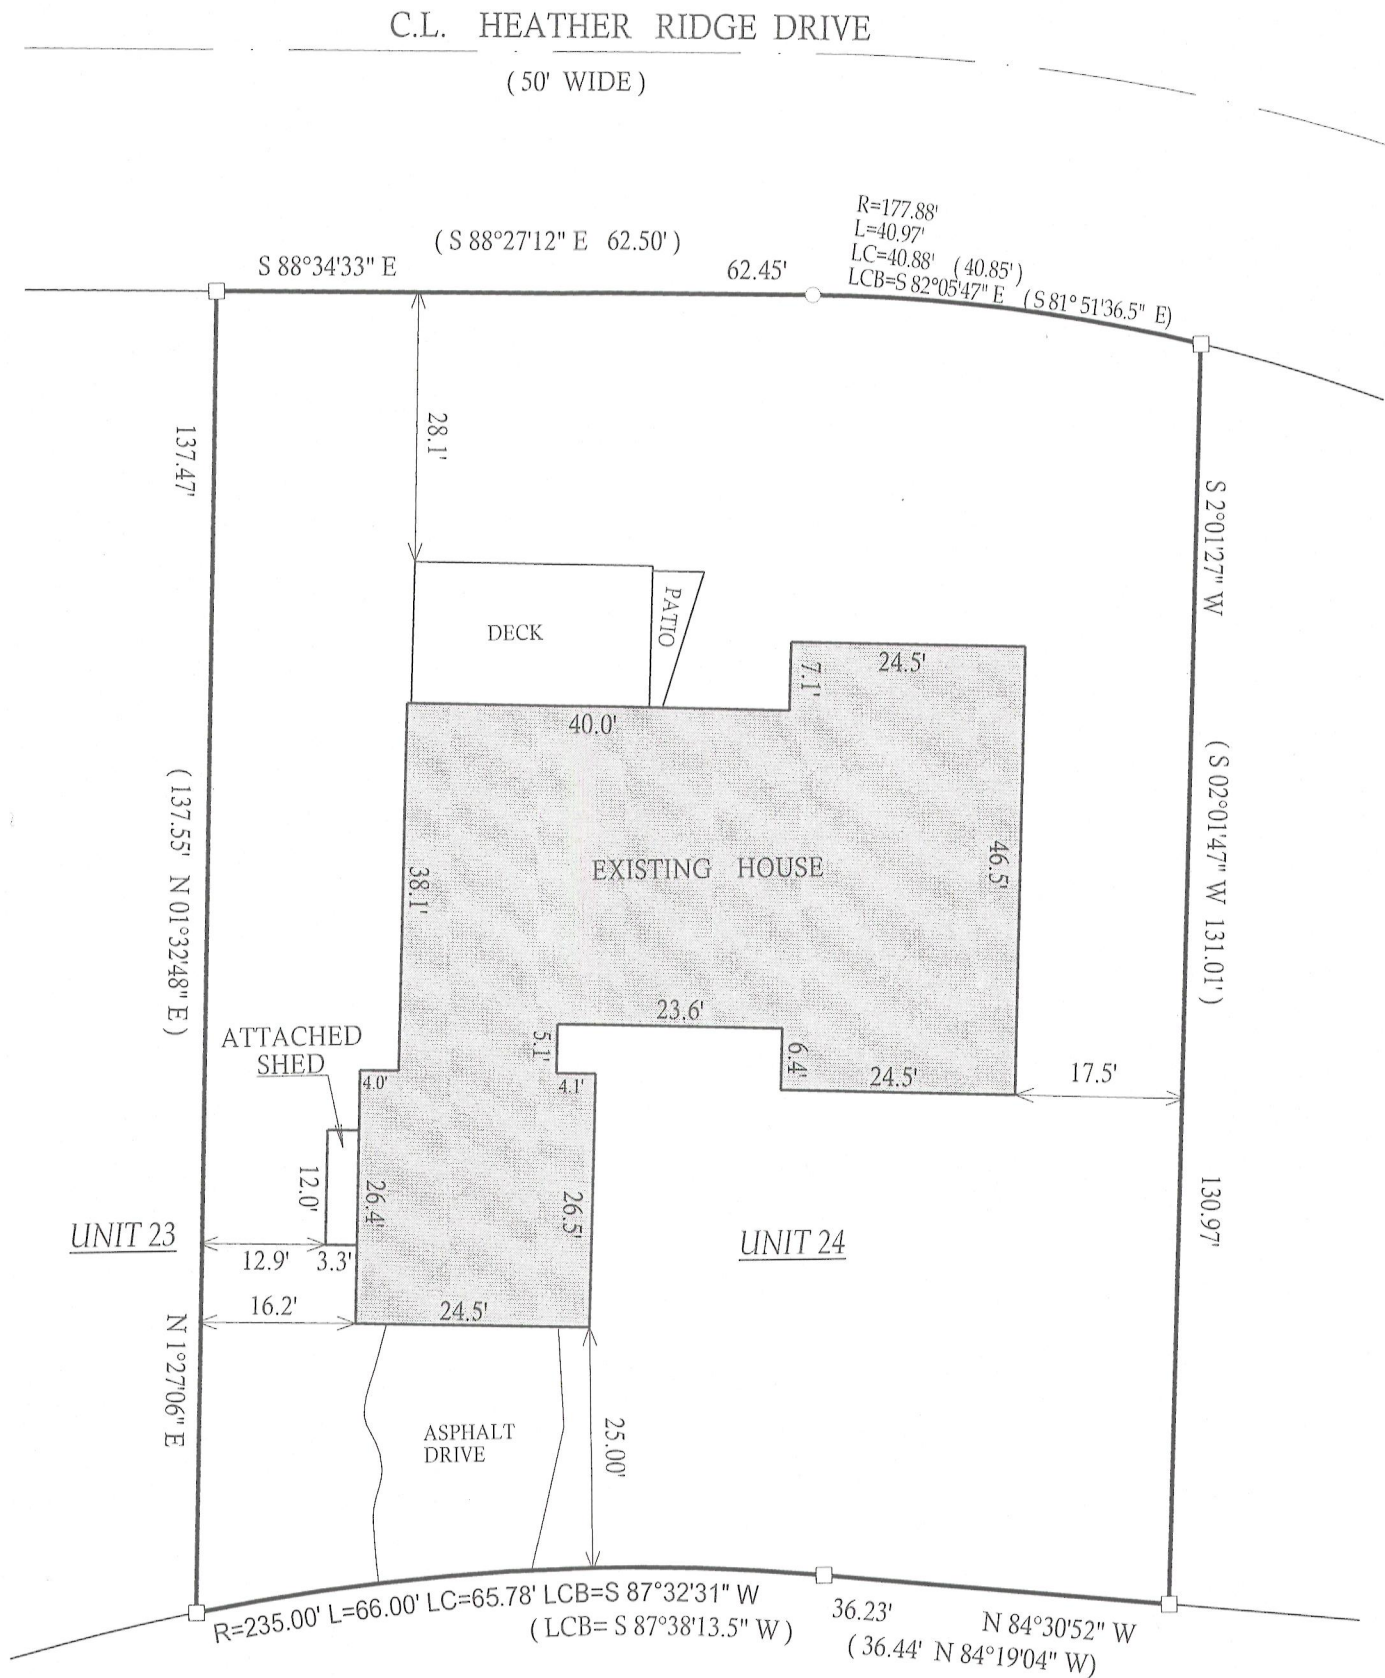 C.L. HEATHER RIDGE DRIVE
( 50' WIDE )
R=177.88'
L=40.97'
LC=40.88' ( 40.85' )
LCB=S 82°05'47" E ( S 81° 51'36.5" E)
( S 88°27'12" E 62.50' )
S 88°34'33" E
62.45'
137.47'
28.1'
S 2°01'27" W
DECK
PATIO
24.5'
7.1'
40.0'
( 137.55' N 01°32'48" E )
38.1'
EXISTING HOUSE
46.5'
( S 02°01'47" W 131.01' )
23.6'
ATTACHED
SHED
5.1'
6.4'
4.0'
4.1'
24.5'
17.5'
12.0'
26.4'
26.5'
130.97'
UNIT 23
UNIT 24
12.9'
3.3'
16.2'
24.5'
N 1°27'06" E
ASPHALT
DRIVE
25.00'
R=235.00' L=66.00' LC=65.78' LCB=S 87°32'31" W
( LCB= S 87°38'13.5" W )
36.23'
N 84°30'52" W
( 36.44' N 84°19'04" W)